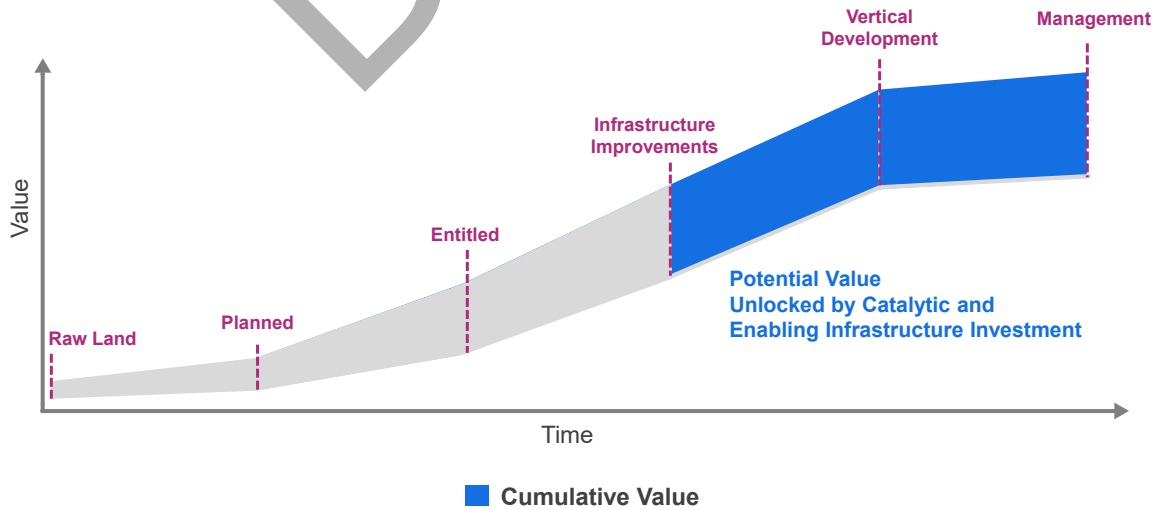 Vertical
Development
Management
Infrastructure
Improvements
Entitled
Planned
Raw Land
Value
Potential Value
Unlocked by Catalytic and
Enabling Infrastructure Investment
Time
Cumulative Value